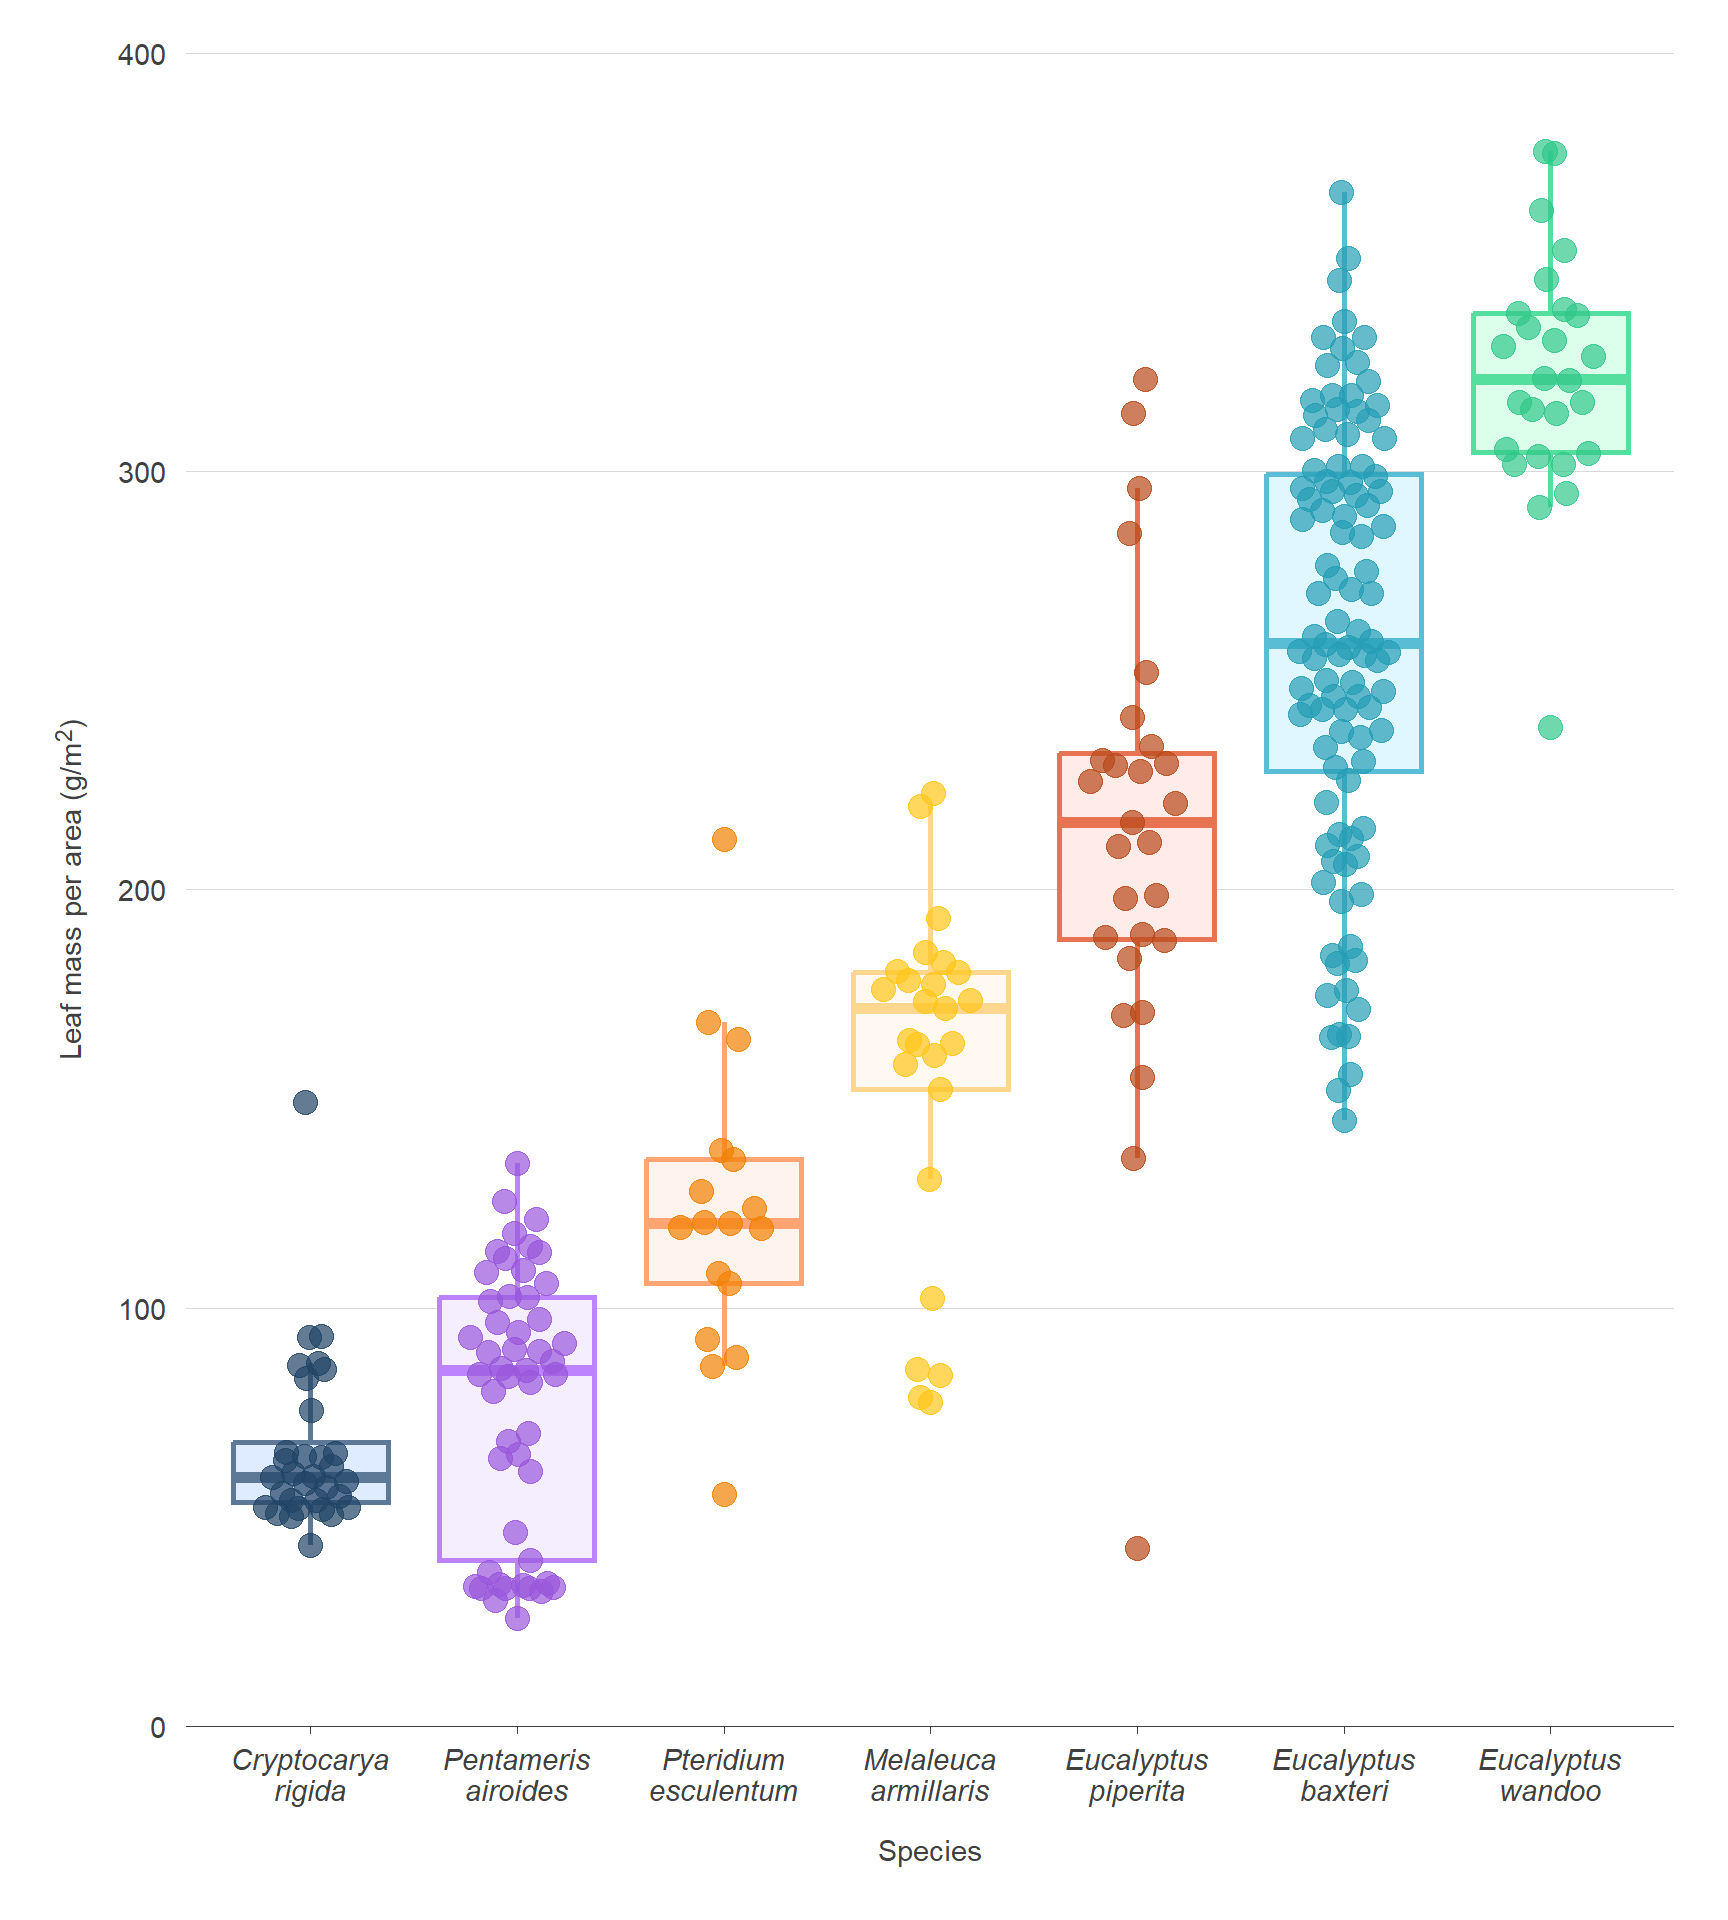 400
300
200
100
0
Leaf mass per area (g/m²)
Cryptocarya rigida
Pentameris airoides
Pteridium esculentum
Melaleuca armillaris
Eucalyptus piperita
Eucalyptus baxteri
Eucalyptus wandoo
Species